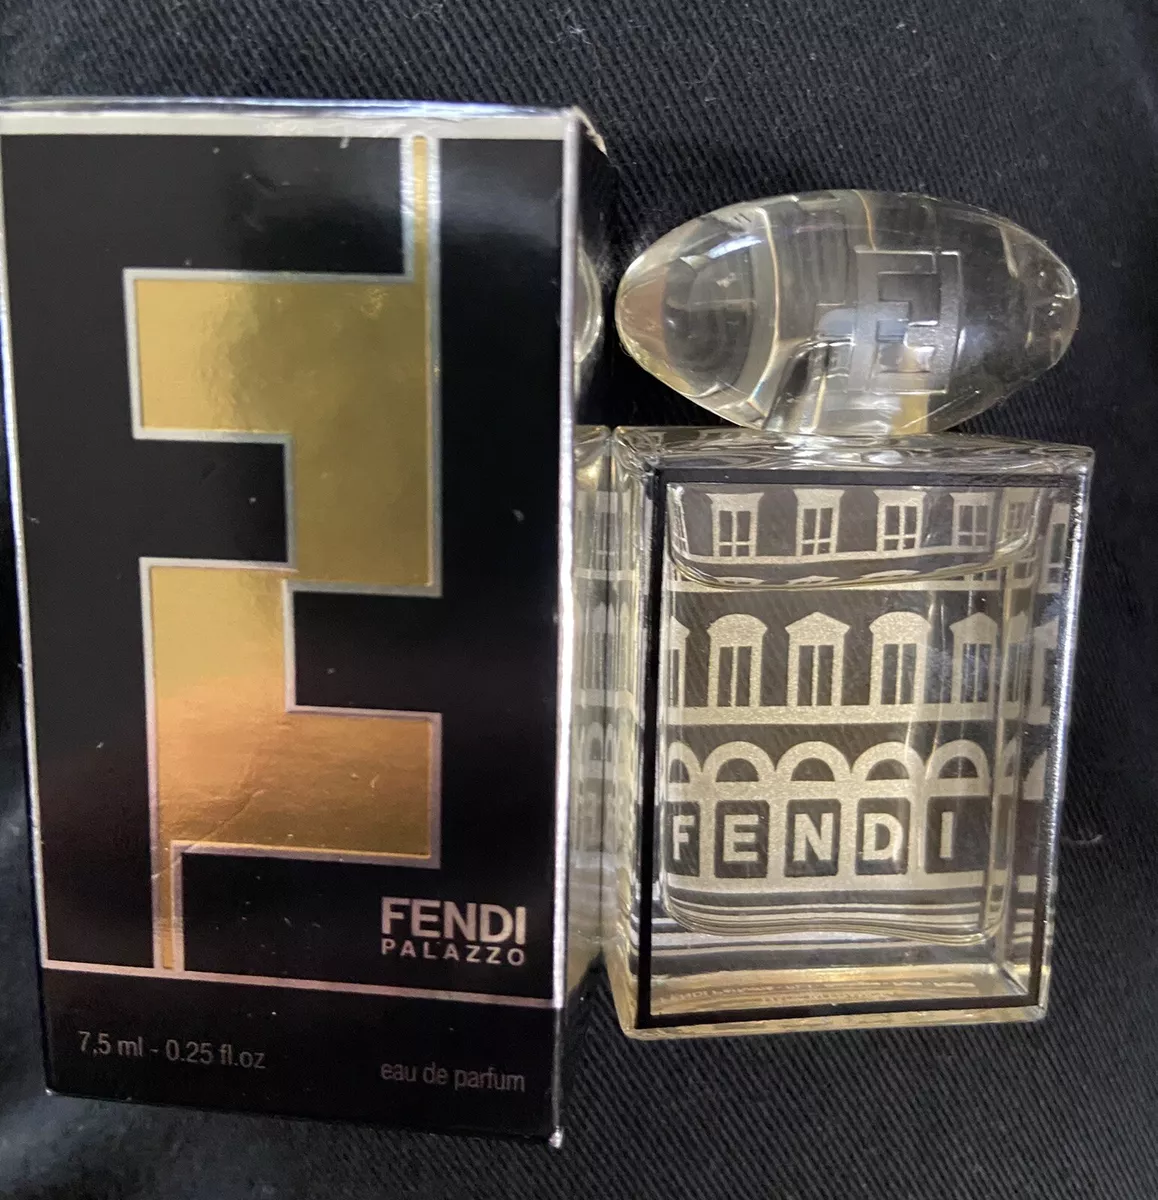 FENDI
PALAZZO
7,5 ml - 0.25 fl.oz
eau de parfum
FENDI